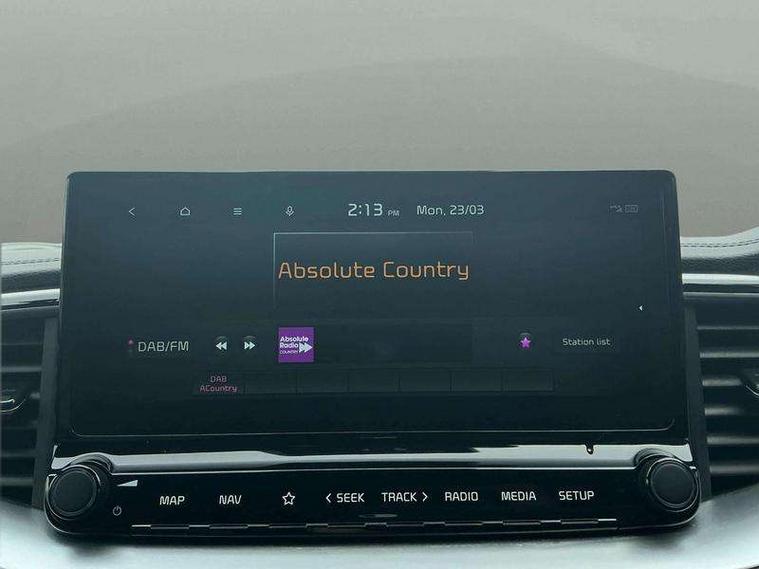 2:13 PM Mon, 23/03
Absolute Country
DAB/FM
Absolute
Radio
COUNTRY
Station list
DAB
ACountry
MAP NAV < SEEK TRACK > RADIO MEDIA SETUP